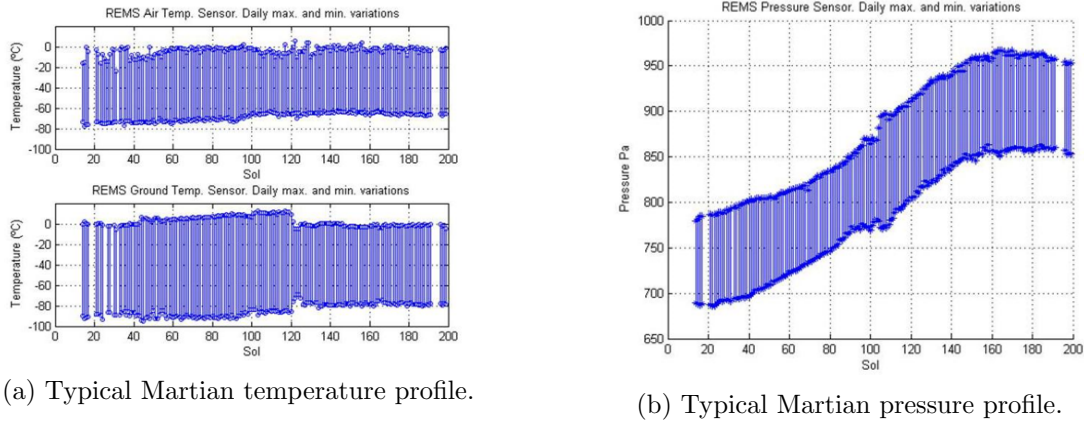 REMS Air Temp. Sensor. Daily max. and min. variations
0
-20
-40
-60
-80
-100
Temperature (ºC)
0 20 40 60 80 100 120 140 160 180 200
Sol
REMS Ground Temp. Sensor. Daily max. and min. variations
0
-20
-40
-60
-80
-100
Temperature (ºC)
0 20 40 60 80 100 120 140 160 180 200
Sol
(a) Typical Martian temperature profile.
REMS Pressure Sensor. Daily max. and min. variations
1000
950
900
850
800
750
700
650
Pressure Pa
0 20 40 60 80 100 120 140 160 180 200
Sol
(b) Typical Martian pressure profile.